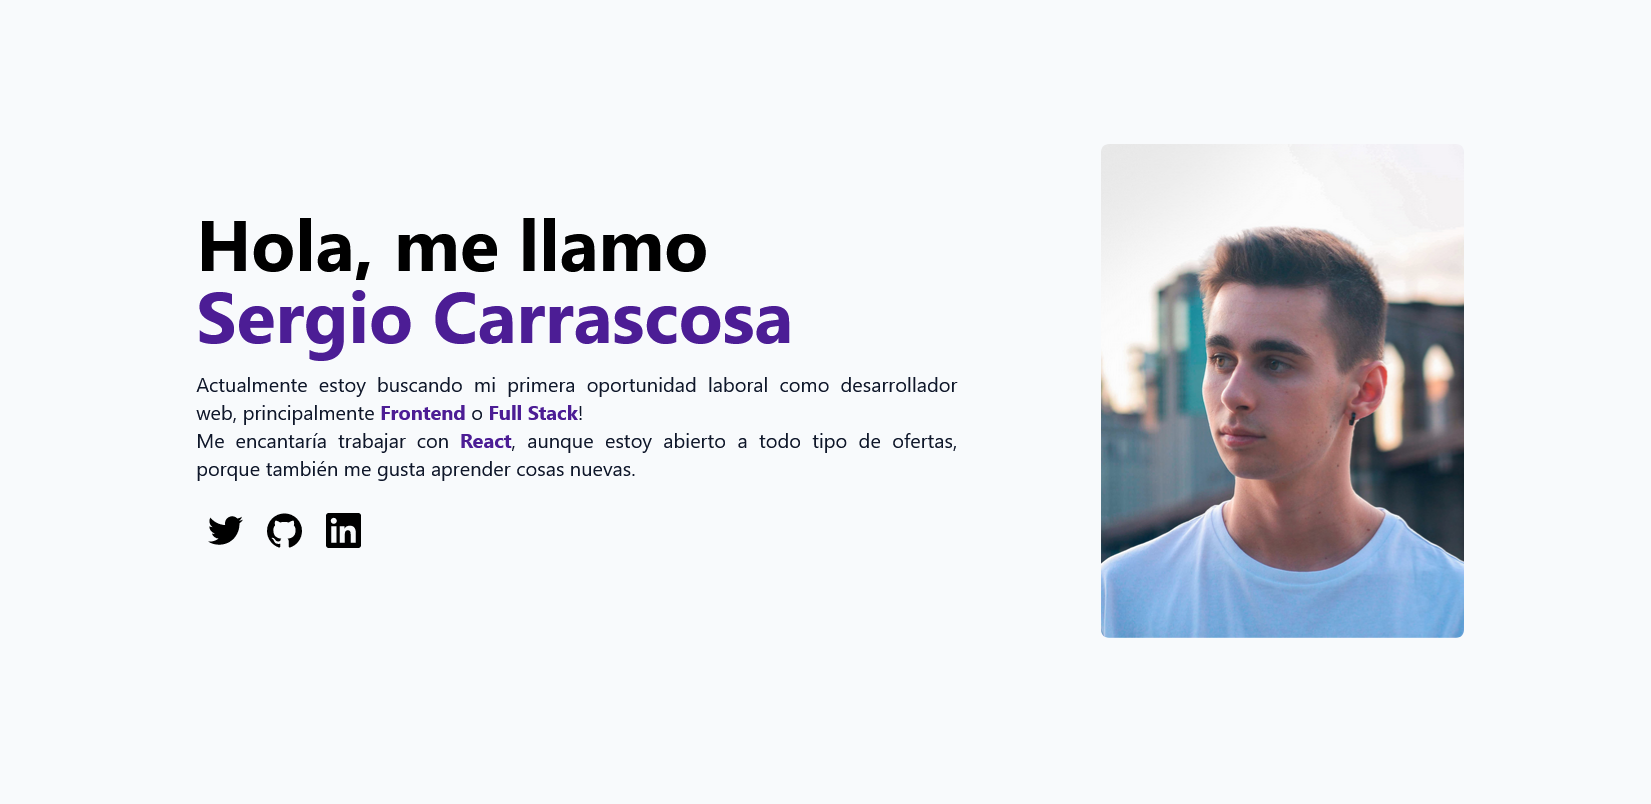 Hola, me llamo
Sergio Carrascosa
Actualmente estoy buscando mi primera oportunidad laboral como desarrollador
web, principalmente Frontend o Full Stack!
Me encantaría trabajar con React, aunque estoy abierto a todo tipo de ofertas,
porque también me gusta aprender cosas nuevas.
in